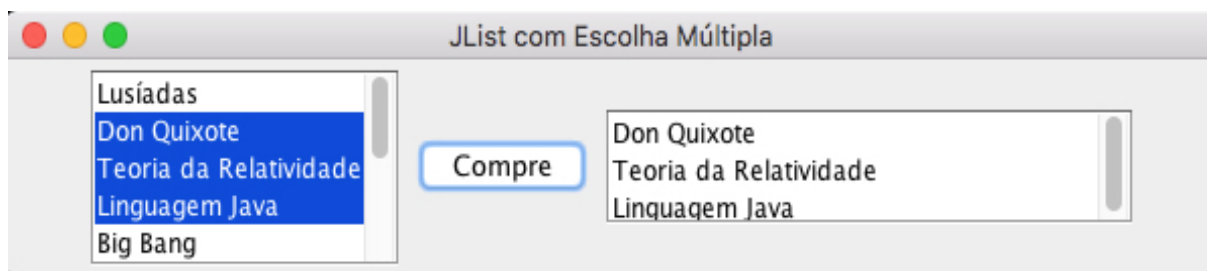 JList com Escolha Múltipla
Lusíadas
Don Quixote
Teoria da Relatividade
Linguagem Java
Big Bang
Compre
Don Quixote
Teoria da Relatividade
Linguagem Java